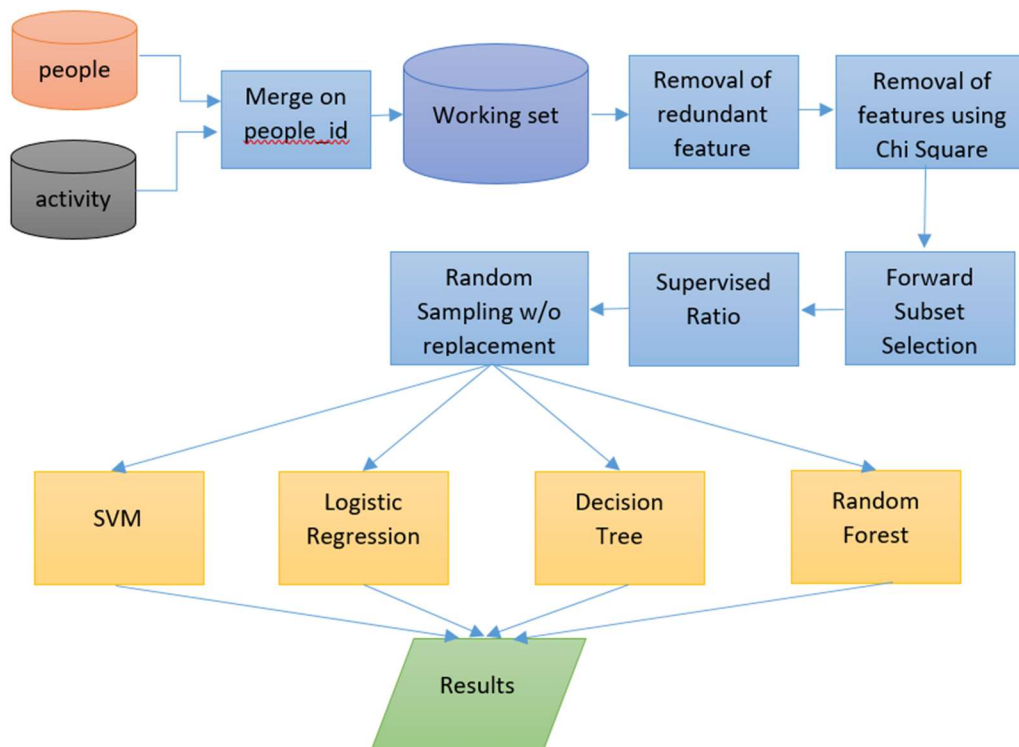 people
activity
Merge on
people_id
Working set
Removal of
redundant
feature
Removal of
features using
Chi Square
Forward
Subset
Selection
Supervised
Ratio
Random
Sampling w/o
replacement
SVM
Logistic
Regression
Decision
Tree
Random
Forest
Results